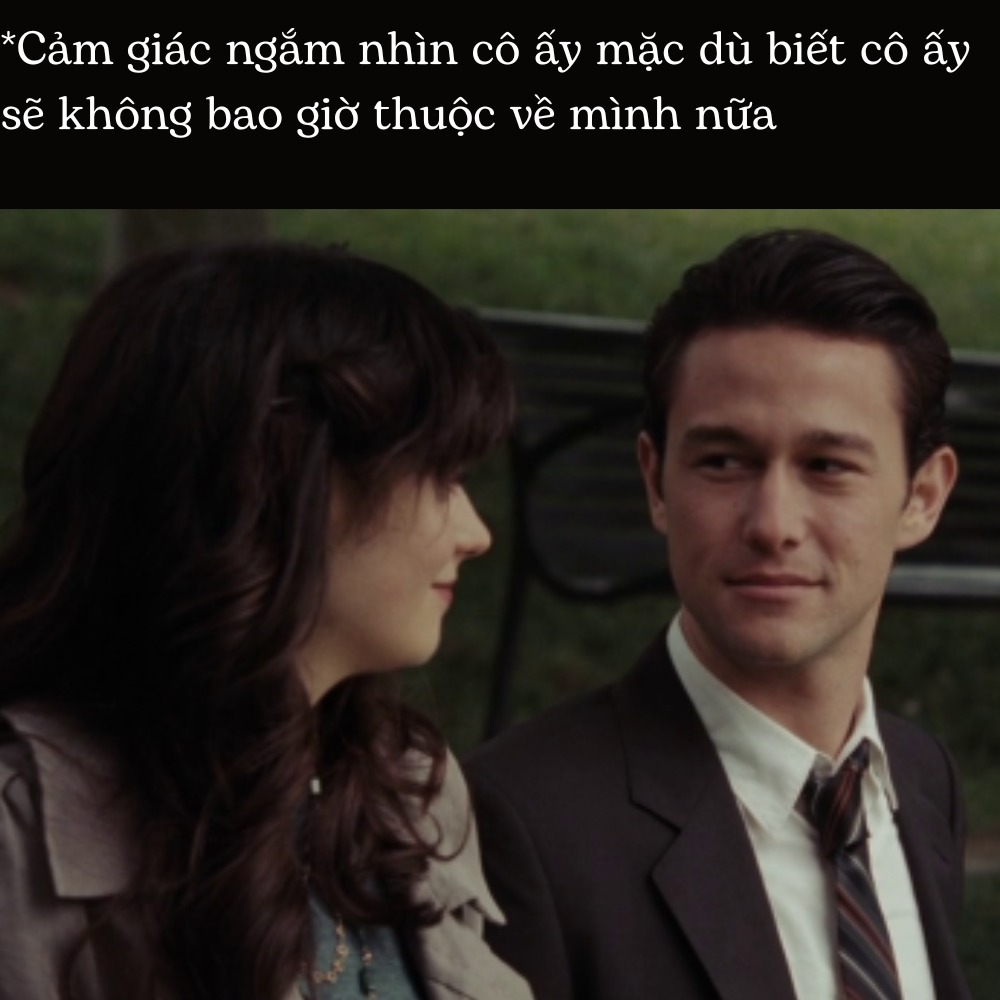 *Cảm giác ngắm nhìn cô ấy mặc dù biết cô ấy
sẽ không bao giờ thuộc về mình nữa